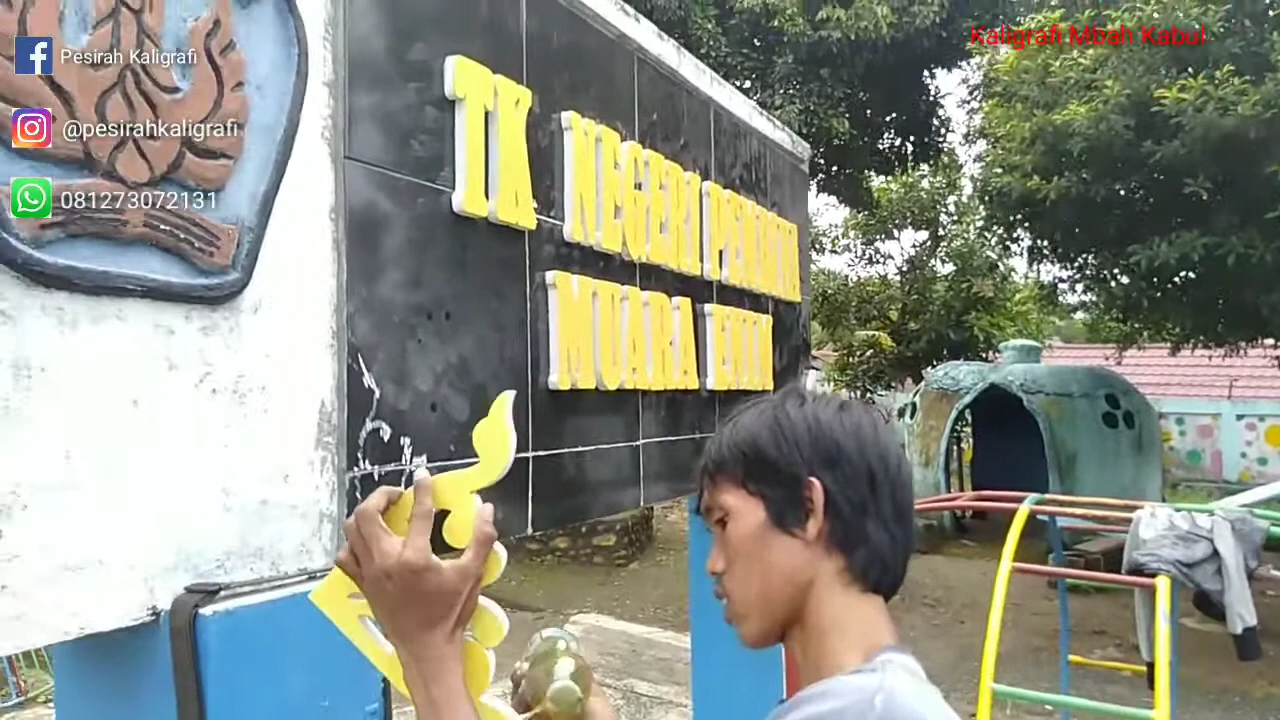 Pesirah Kaligrafi
@pesirahkaligrafi
081273072131
Kaligrafi Mbah Kabul
TK NEGERI PEMBINA
MUARA ENIM